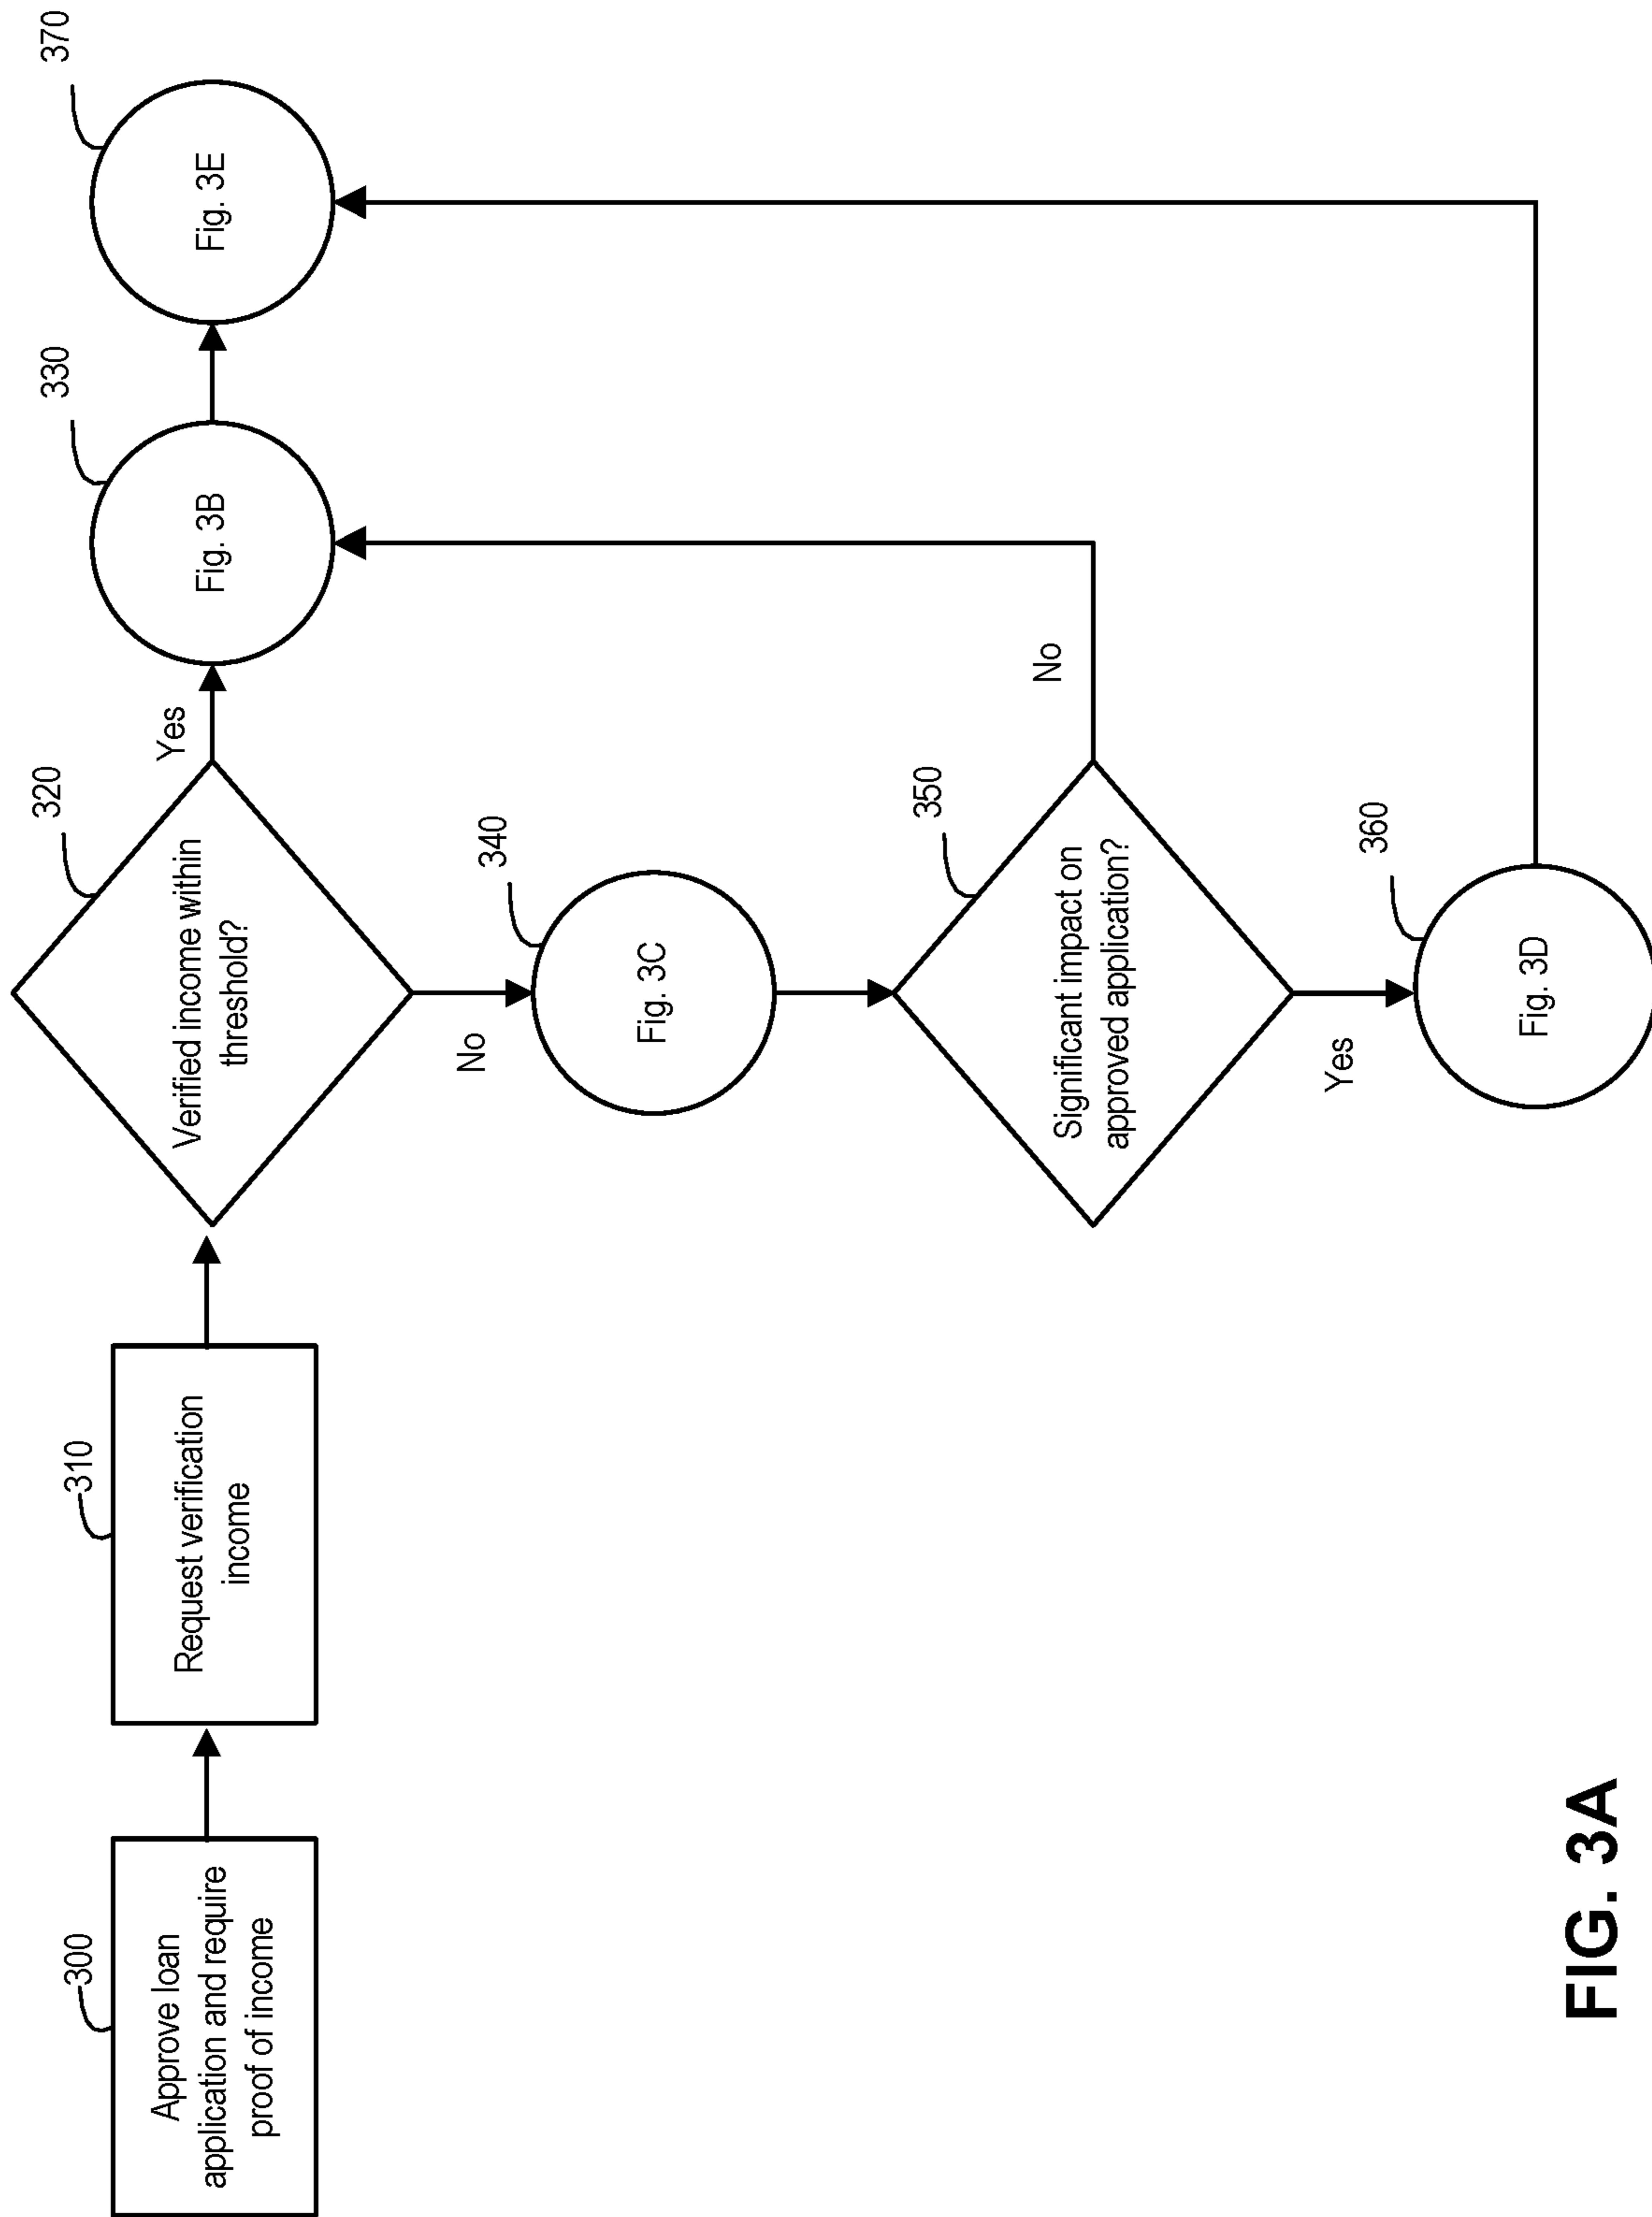 300
Approve loan
application and require
proof of income
310
Request verification
income
320
Verified income within
threshold?
Yes
330
Fig. 3B
370
Fig. 3E
No
340
Fig. 3C
350
Significant impact on
approved application?
No
Yes
360
Fig. 3D
FIG. 3A